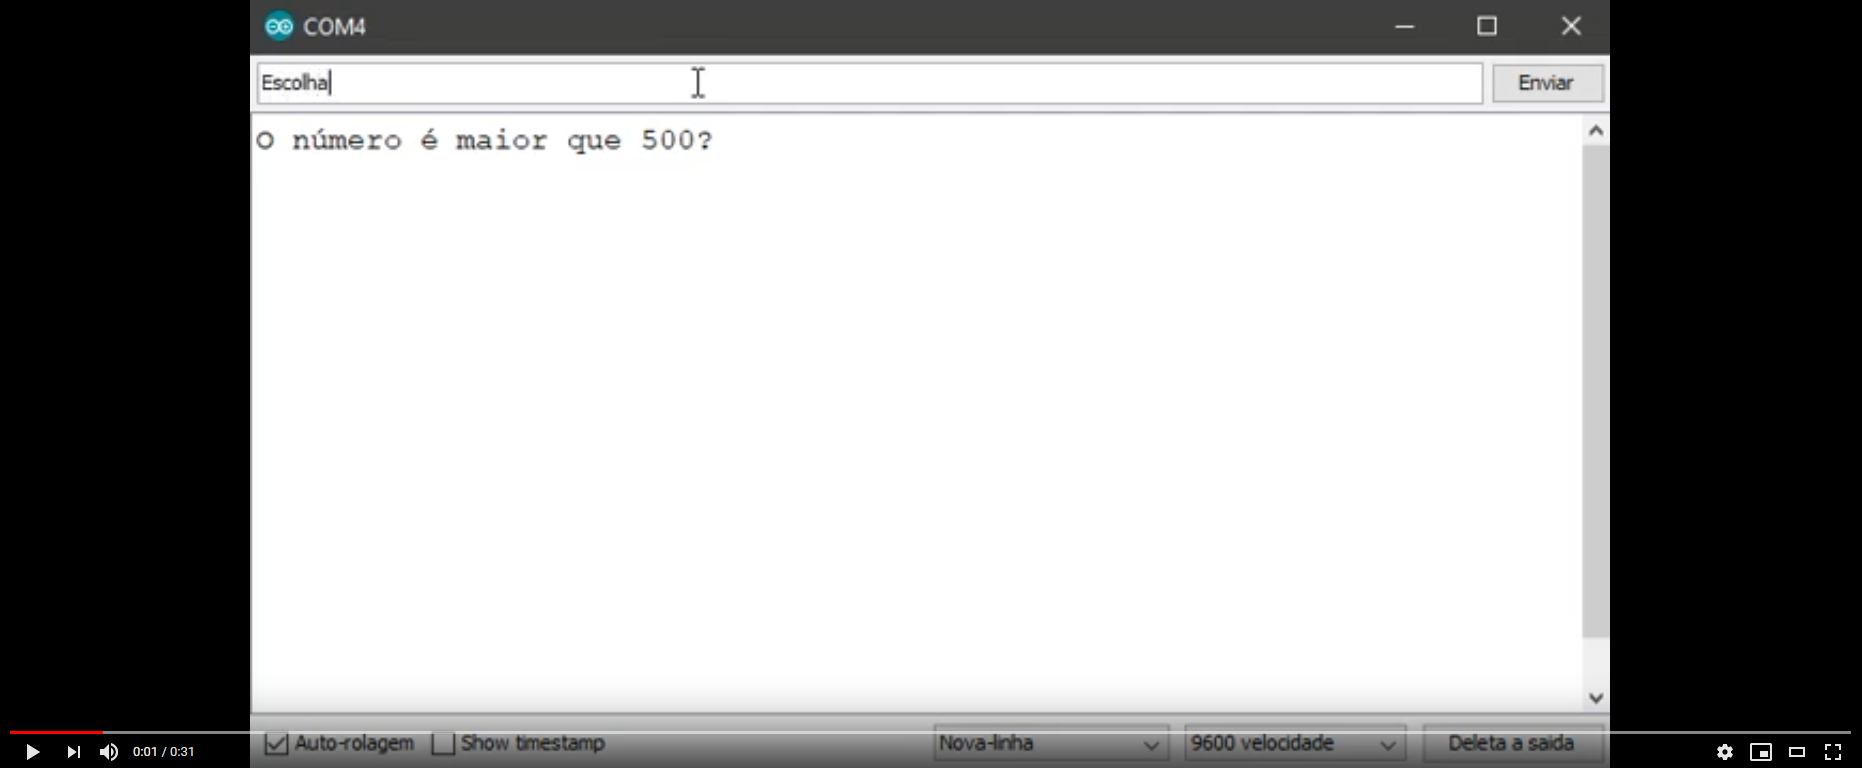 COM4
Escolha
Enviar
O número é maior que 500?
Auto-rolagem
Show timestamp
Nova-linha
9600 velocidade
Deleta a saida
0:01 / 0:31